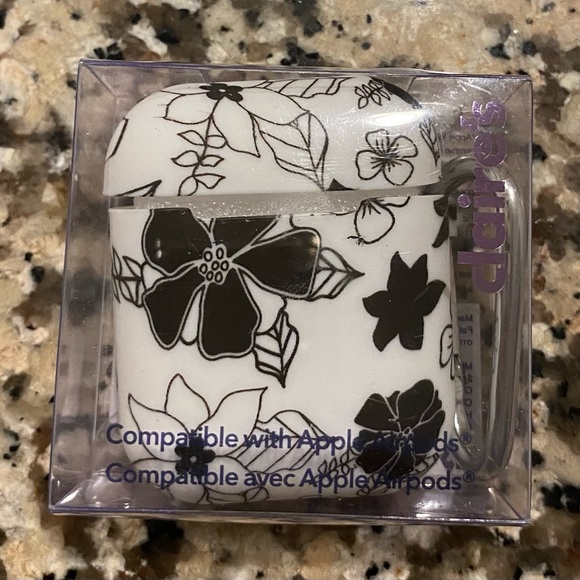 claire's
Compatible with Apple Airpods®
Compatible avec Apple Airpods®